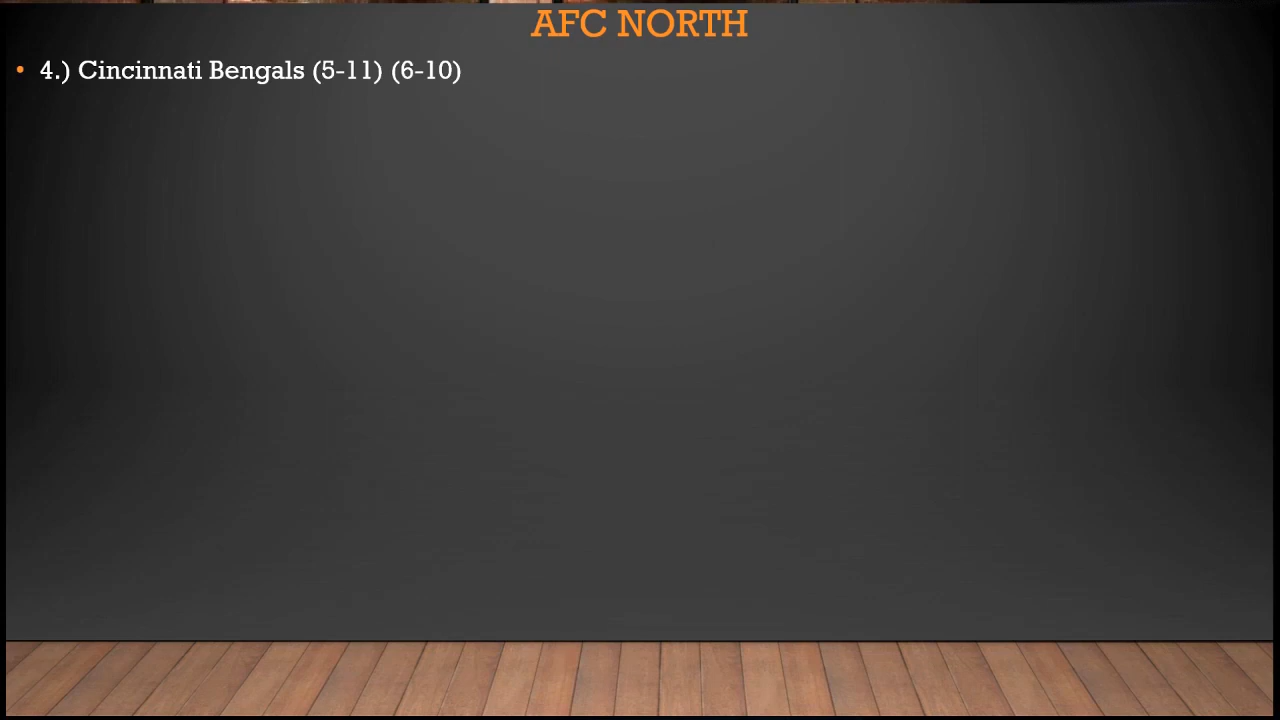 AFC NORTH
• 4.) Cincinnati Bengals (5-11) (6-10)